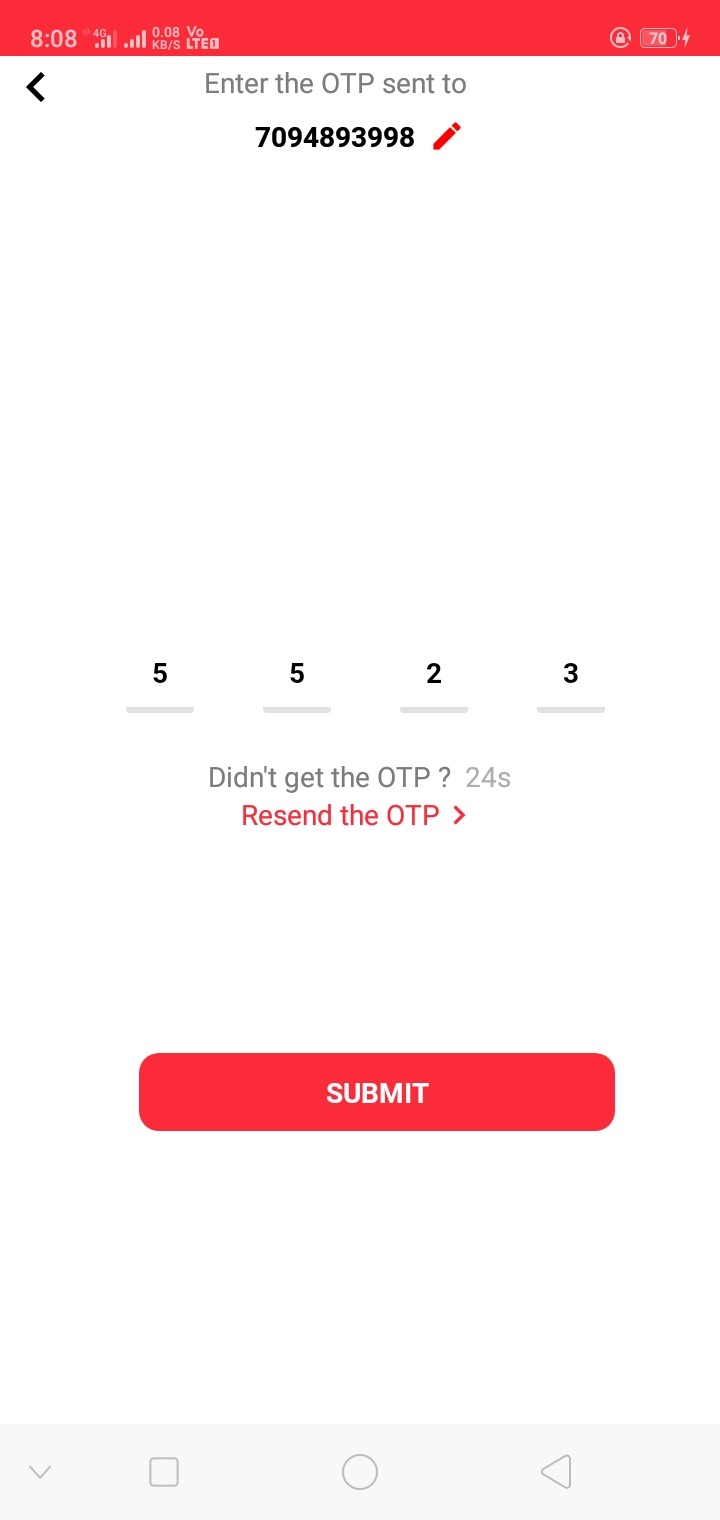 8:08 4G 0.08 KB/S Vo LTE1 70
Enter the OTP sent to
7094893998
5 5 2 3
Didn't get the OTP ? 24s
Resend the OTP
SUBMIT